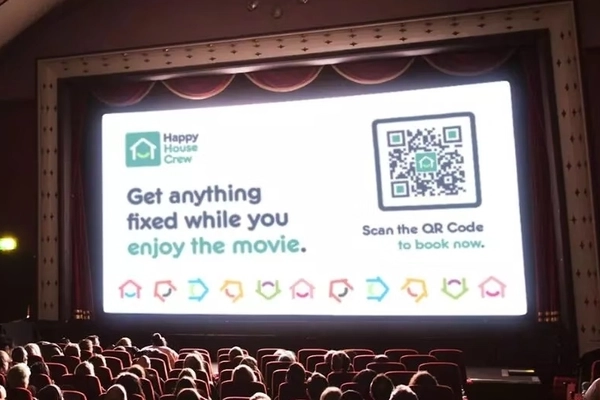 Happy
House
Crew
Get anything
fixed while you
enjoy the movie.
Scan the QR Code
to book now.